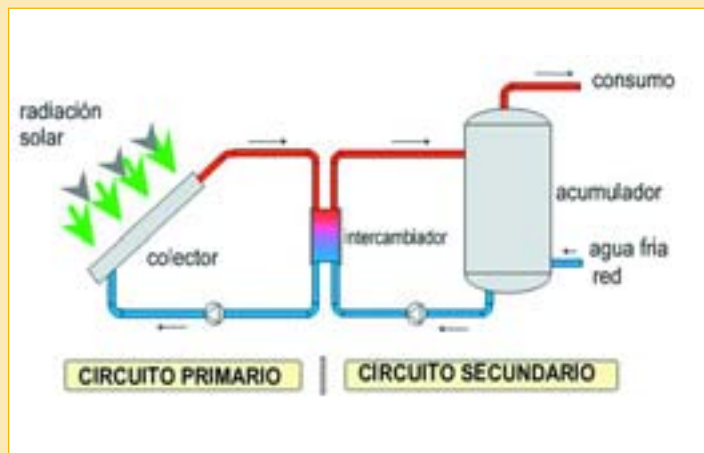 radiación
solar
consumo
acumulador
intercambiador
colector
agua fría
red
CIRCUITO PRIMARIO
CIRCUITO SECUNDARIO